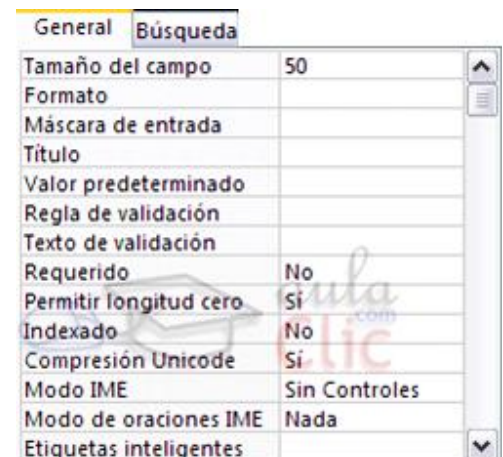 General Búsqueda
Tamaño del campo 50
Formato
Máscara de entrada
Título
Valor predeterminado
Regla de validación
Texto de validación
Requerido No
Permitir longitud cero Sí
Indexado No
Compresión Unicode Sí
Modo IME Sin Controles
Modo de oraciones IME Nada
Etiquetas inteligentes
aula
.com
Clic